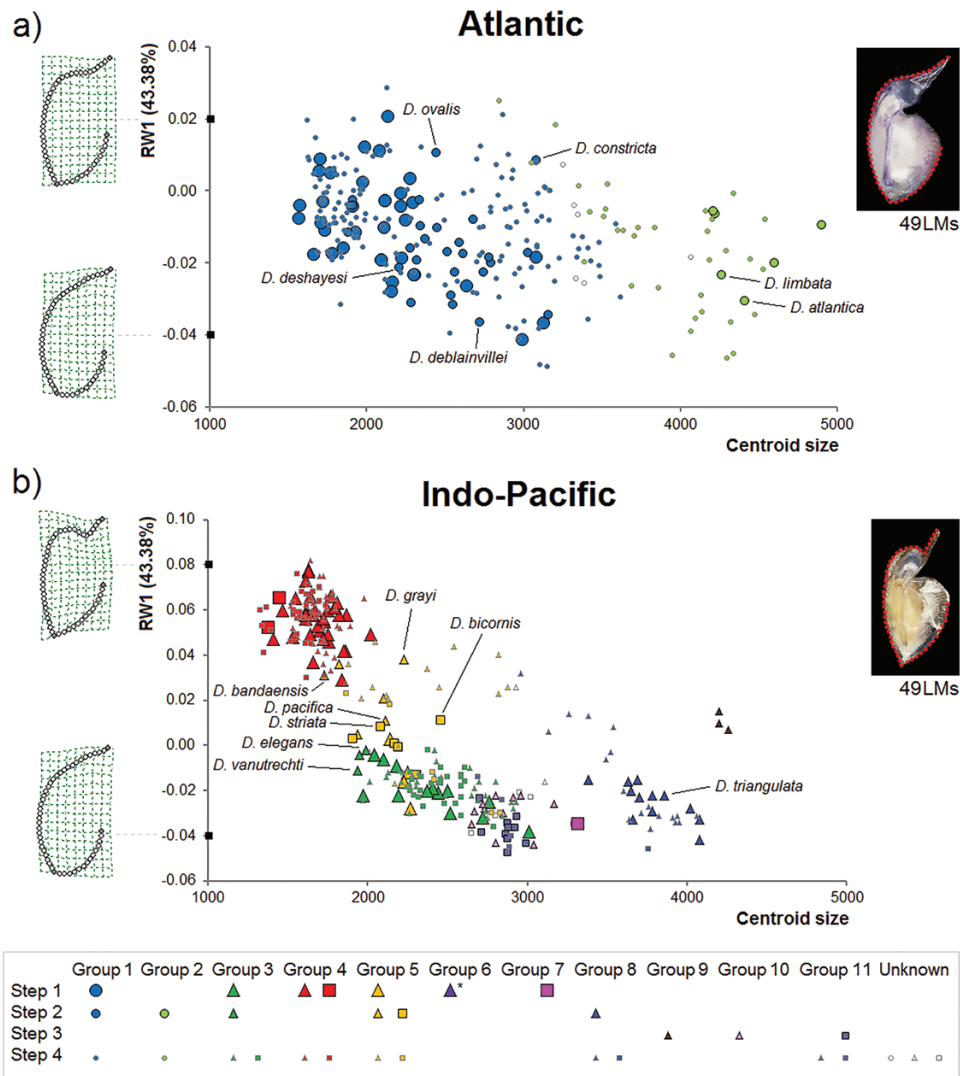 a)
Atlantic
RW1 (43.38%)
0.04
0.02
0.00
-0.02
-0.04
-0.06
D. ovalis
D. constricta
D. deshayesi
D. limbata
D. atlantica
D. deblainvillei
49LMs
1000 2000 3000 4000 5000
Centroid size
b)
Indo-Pacific
RW1 (43.38%)
0.10
0.08
0.06
0.04
0.02
0.00
-0.02
-0.04
-0.06
D. grayi
D. bicornis
D. bandaensis
D. pacifica
D. striata
D. elegans
D. vanutrechti
D. triangulata
49LMs
1000 2000 3000 4000 5000
Centroid size
Group 1 Group 2 Group 3 Group 4 Group 5 Group 6 Group 7 Group 8 Group 9 Group 10 Group 11 Unknown
Step 1 *
Step 2
Step 3
Step 4